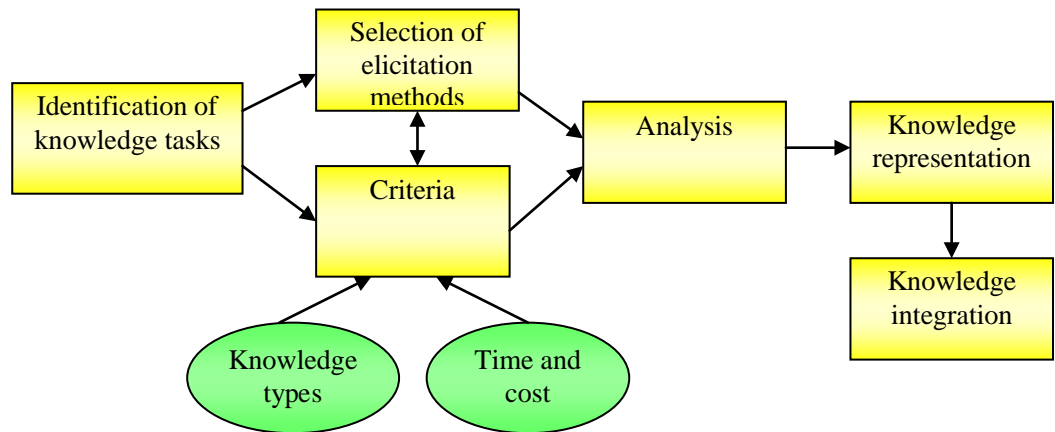 Identification of
knowledge tasks
Selection of
elicitation
methods
Criteria
Knowledge
types
Time and
cost
Analysis
Knowledge
representation
Knowledge
integration